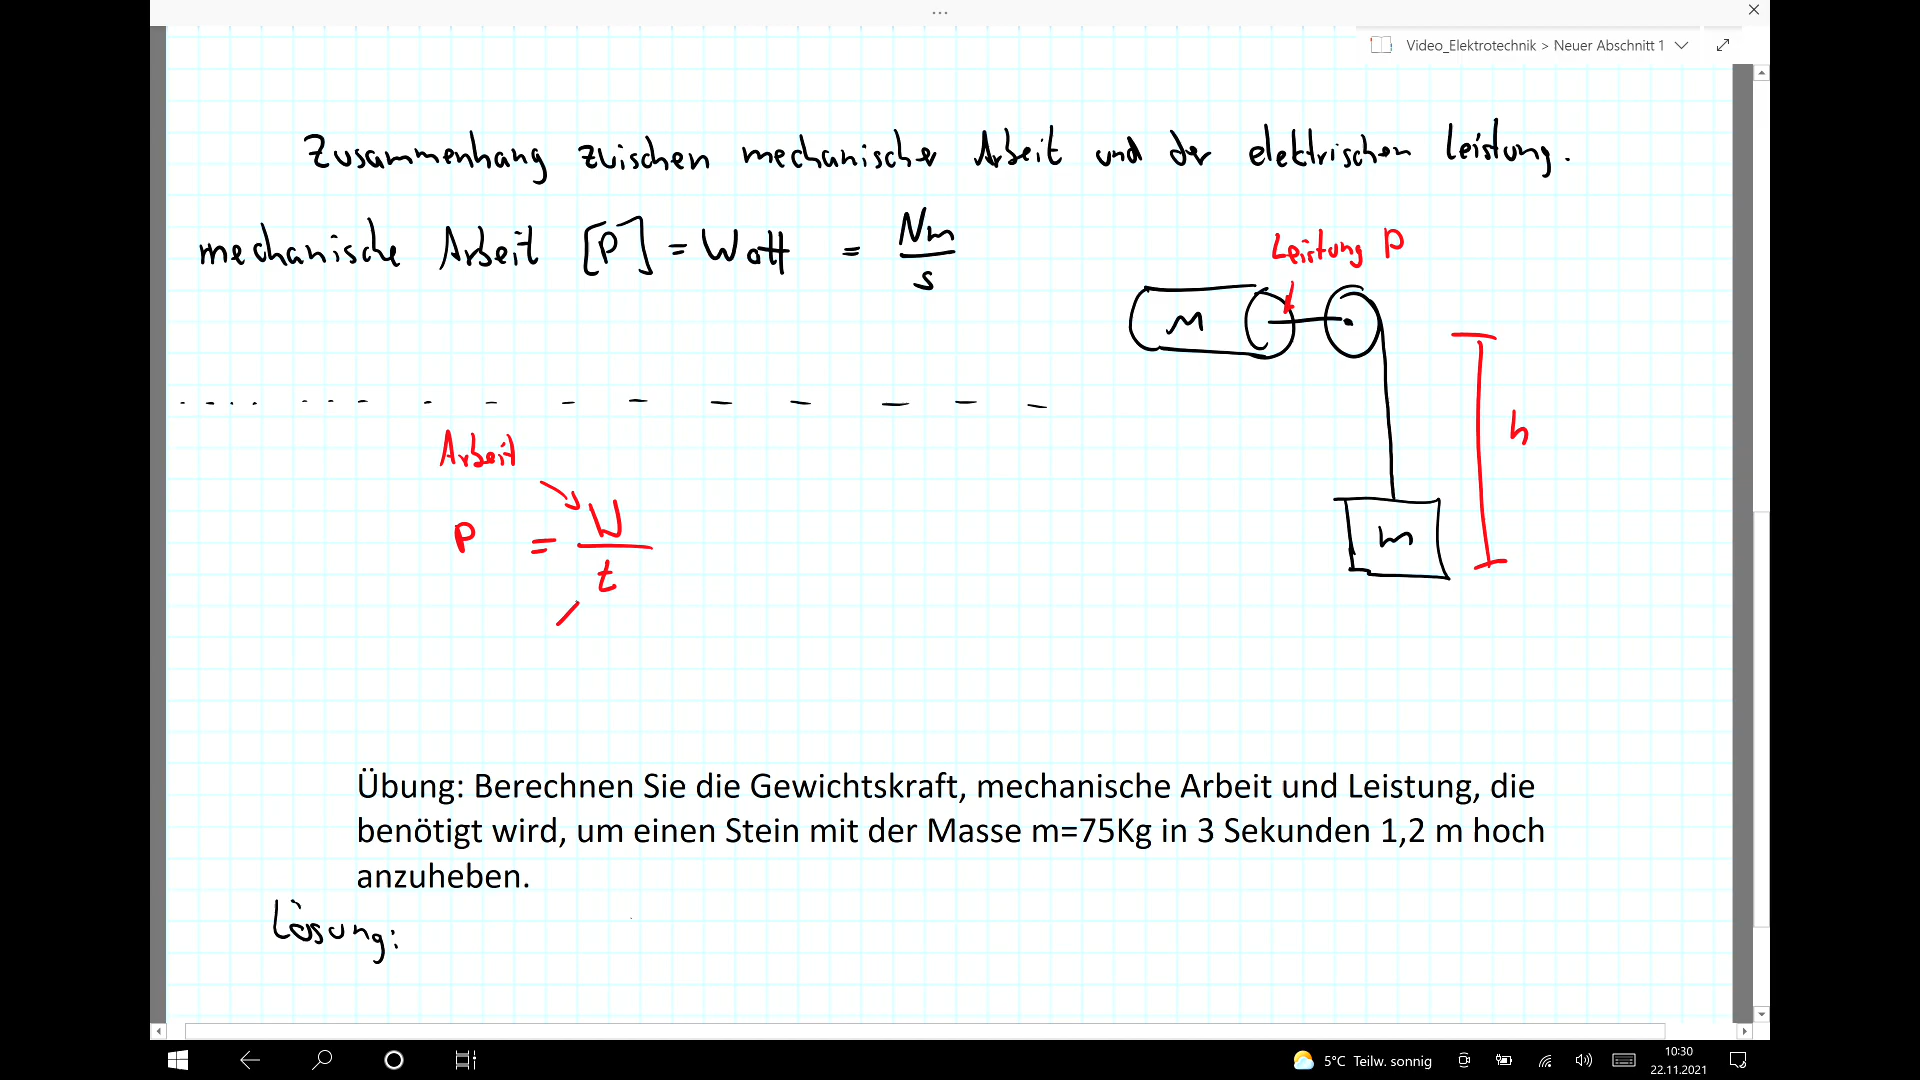 ...
Video_Elektrotechnik > Neuer Abschnitt 1
Zusammenhang zwischen mechanischer Arbeit und der elektrischen Leistung.
mechanische Arbeit [P] = Watt = Nm/s
Leistung P
M
h
m
Arbeit
P = W/t
Übung: Berechnen Sie die Gewichtskraft, mechanische Arbeit und Leistung, die
benötigt wird, um einen Stein mit der Masse m=75Kg in 3 Sekunden 1,2 m hoch
anzuheben.
Lösung:
5°C Teilw. sonnig
10:30
22.11.2021